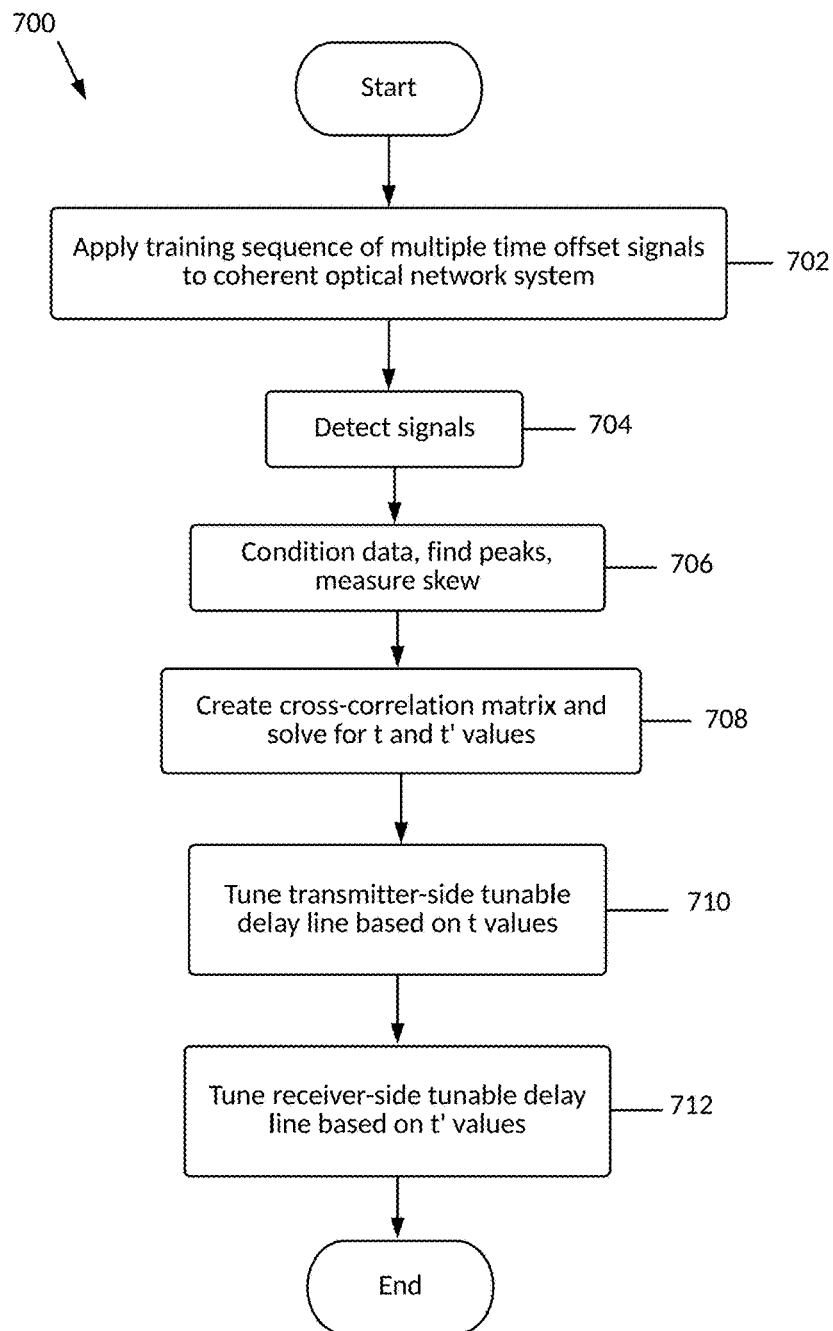 700
Start
Apply training sequence of multiple time offset signals
to coherent optical network system
702
Detect signals
704
Condition data, find peaks,
measure skew
706
Create cross-correlation matrix and
solve for t and t' values
708
Tune transmitter-side tunable
delay line based on t values
710
Tune receiver-side tunable delay
line based on t' values
712
End